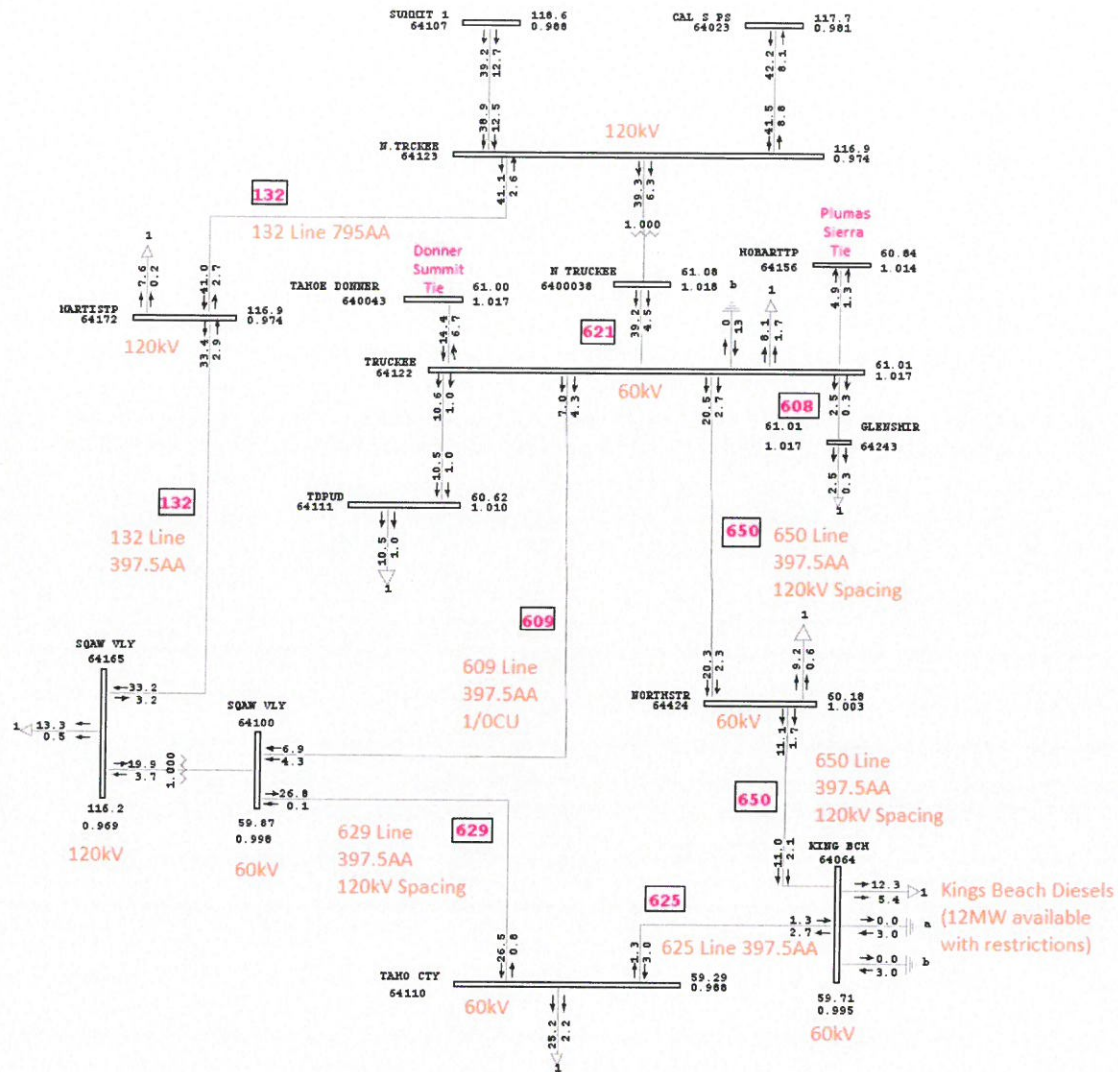 SUMMIT 1
64107
118.6
0.988
39.2
12.7
38.9
12.5
CAL S PS
64023
117.7
0.981
42.2
8.1
41.5
8.8
N.TRCKEE
64123
120kV
116.9
0.974
41.1
2.6
39.3
6.3
1.000
132
132 Line 795AA
1
7.6
0.2
41.0
2.7
MARTISTP
64172
116.9
0.974
120kV
33.4
2.9
Donner
Summit
Tie
TAHOE DONNER
640043
61.00
1.017
14.4
6.7
N TRUCKEE
6400038
61.08
1.018
621
39.2
4.5
b
0
13
1
8.1
1.7
Plumas
Sierra
Tie
HOBARTTP
64156
60.84
1.014
4.9
1.3
TRUCKEE
64122
60kV
61.01
1.017
10.6
1.0
7.0
4.3
20.5
2.7
608
2.5
0.3
61.01
1.017
GLENSHIR
64243
2.5
0.3
1
10.5
1.0
TDPUD
64111
60.62
1.010
10.5
1.0
1
132
132 Line
397.5AA
650
650 Line
397.5AA
120kV Spacing
609
609 Line
397.5AA
1/0CU
20.3
2.3
1
9.2
0.6
NORTHSTR
64424
60kV
60.18
1.003
11.1
1.7
SQAW VLY
64165
33.2
3.2
1
13.3
0.5
19.9
3.7
1.000
116.2
0.969
120kV
SQAW VLY
64100
6.9
4.3
26.8
0.1
59.87
0.998
60kV
629 Line
397.5AA
120kV Spacing
629
650
650 Line
397.5AA
120kV Spacing
11.0
2.1
KING BCH
64064
12.3
5.4
1
0.0
3.0
a
0.0
3.0
b
Kings Beach Diesels
(12MW available
with restrictions)
1.3
2.7
59.71
0.995
60kV
625
625 Line 397.5AA
26.5
0.8
1.3
3.0
TAHO CTY
64110
60kV
59.29
0.988
25.2
2.2
1